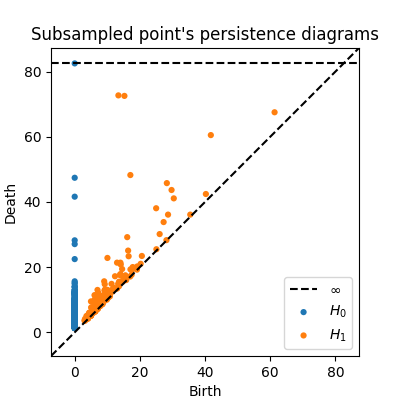 Subsampled point's persistence diagrams
Death
80
60
40
20
0
0 20 40 60 80
Birth
∞
H₀
H₁